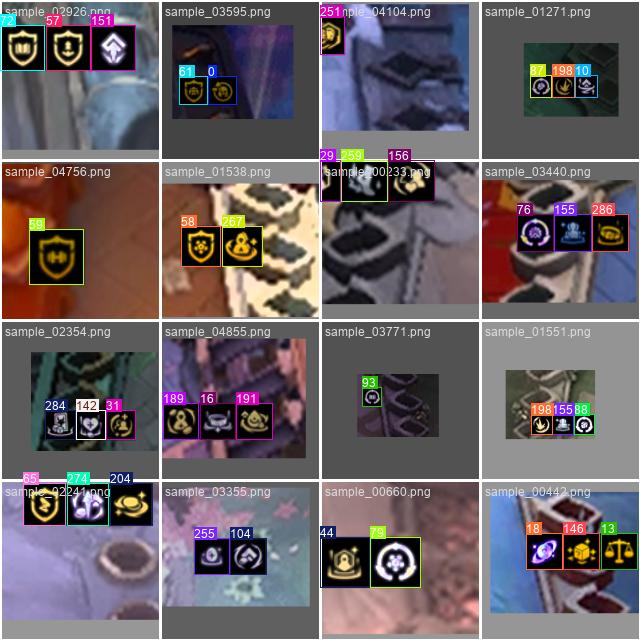 sample_02926.png
72 57 151
sample_03595.png
61 0
sample_04104.png
251
sample_01271.png
87 198 10
sample_04756.png
59
sample_01538.png
58 267
29 259 156
sample_03440.png
76 155 286
sample_02354.png
284 142 31
sample_04855.png
189 16 191
sample_03771.png
93
sample_01551.png
198 155 88
65 274 204
sample_02241.png
sample_03355.png
255 104
sample_00660.png
44 79
sample_00442.png
18 146 13